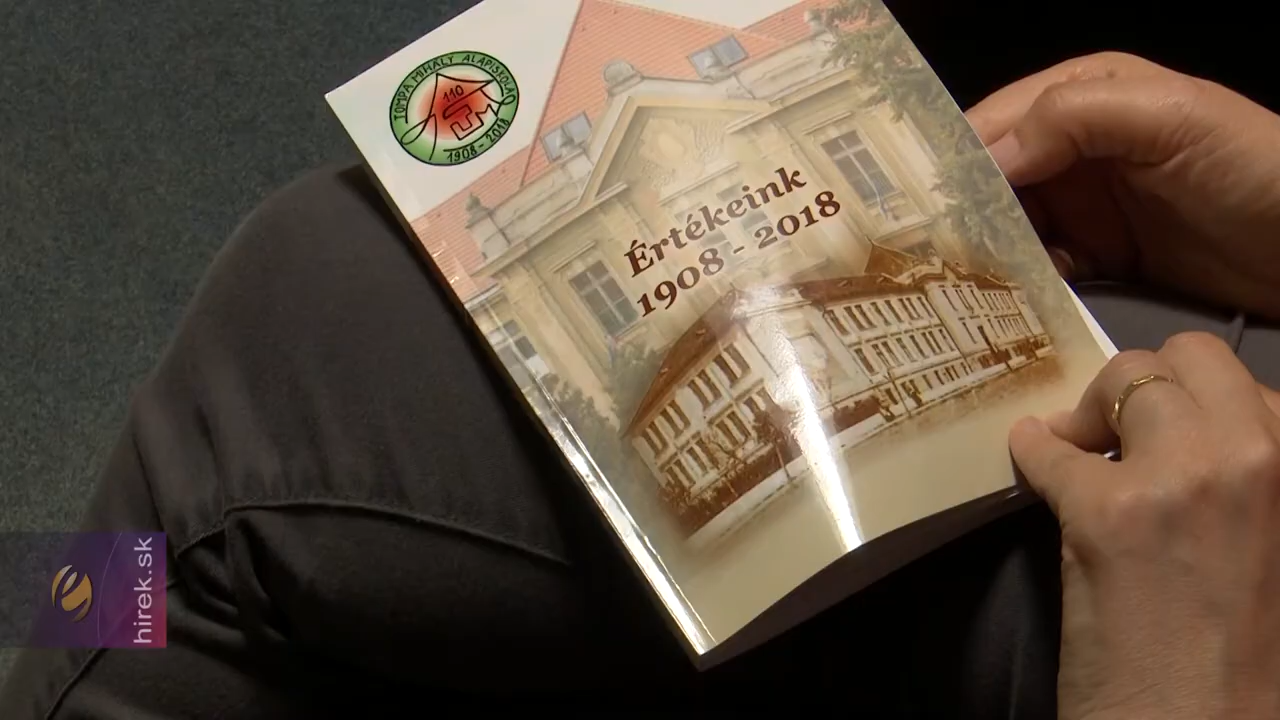 TOMPA MIHÁLY ALAPISKOLA
110
1908 - 2018
Értékeink
1908 - 2018
hirek.sk